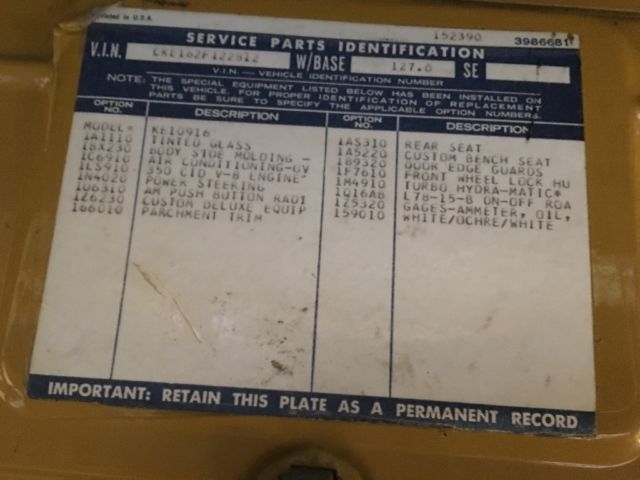 Printed in U.S.A.
152390
SERVICE PARTS IDENTIFICATION 3986681
V.I.N. CKE162F122812 W/BASE 127.0 SE
V.I.N. — VEHICLE IDENTIFICATION NUMBER
NOTE: THE SPECIAL EQUIPMENT LISTED BELOW HAS BEEN INSTALLED ON
THIS VEHICLE. FOR PROPER IDENTIFICATION OF REPLACEMENT
PARTS BE SURE TO SPECIFY THE APPLICABLE OPTION NUMBERS.
OPTION NO. DESCRIPTION OPTION NO. DESCRIPTION
MODEL= KE10916
1A1110 TINTED GLASS
1BX230 BODY SIDE MOLDING -
1C6910 AIR CONDITIONING-OV
1LS910 350 CID V-8 ENGINE
1N4020 POWER STEERING
1U6310 AM PUSH BUTTON RADI
1Z6230 CUSTOM DELUXE EQUIP
166010 PARCHMENT TRIM
1AS310 REAR SEAT
1A5220 CUSTOM BENCH SEAT
1B9320 DOOR EDGE GUARDS
1F7610 FRONT WHEEL LOCK HU
1M4910 TURBO HYDRA-MATIC*
1Q16AB L78-15-B ON-OFF ROA
1Z5320 GAGES-AMMETER, OIL,
159010 WHITE/OCHRE/WHITE
IMPORTANT: RETAIN THIS PLATE AS A PERMANENT RECORD